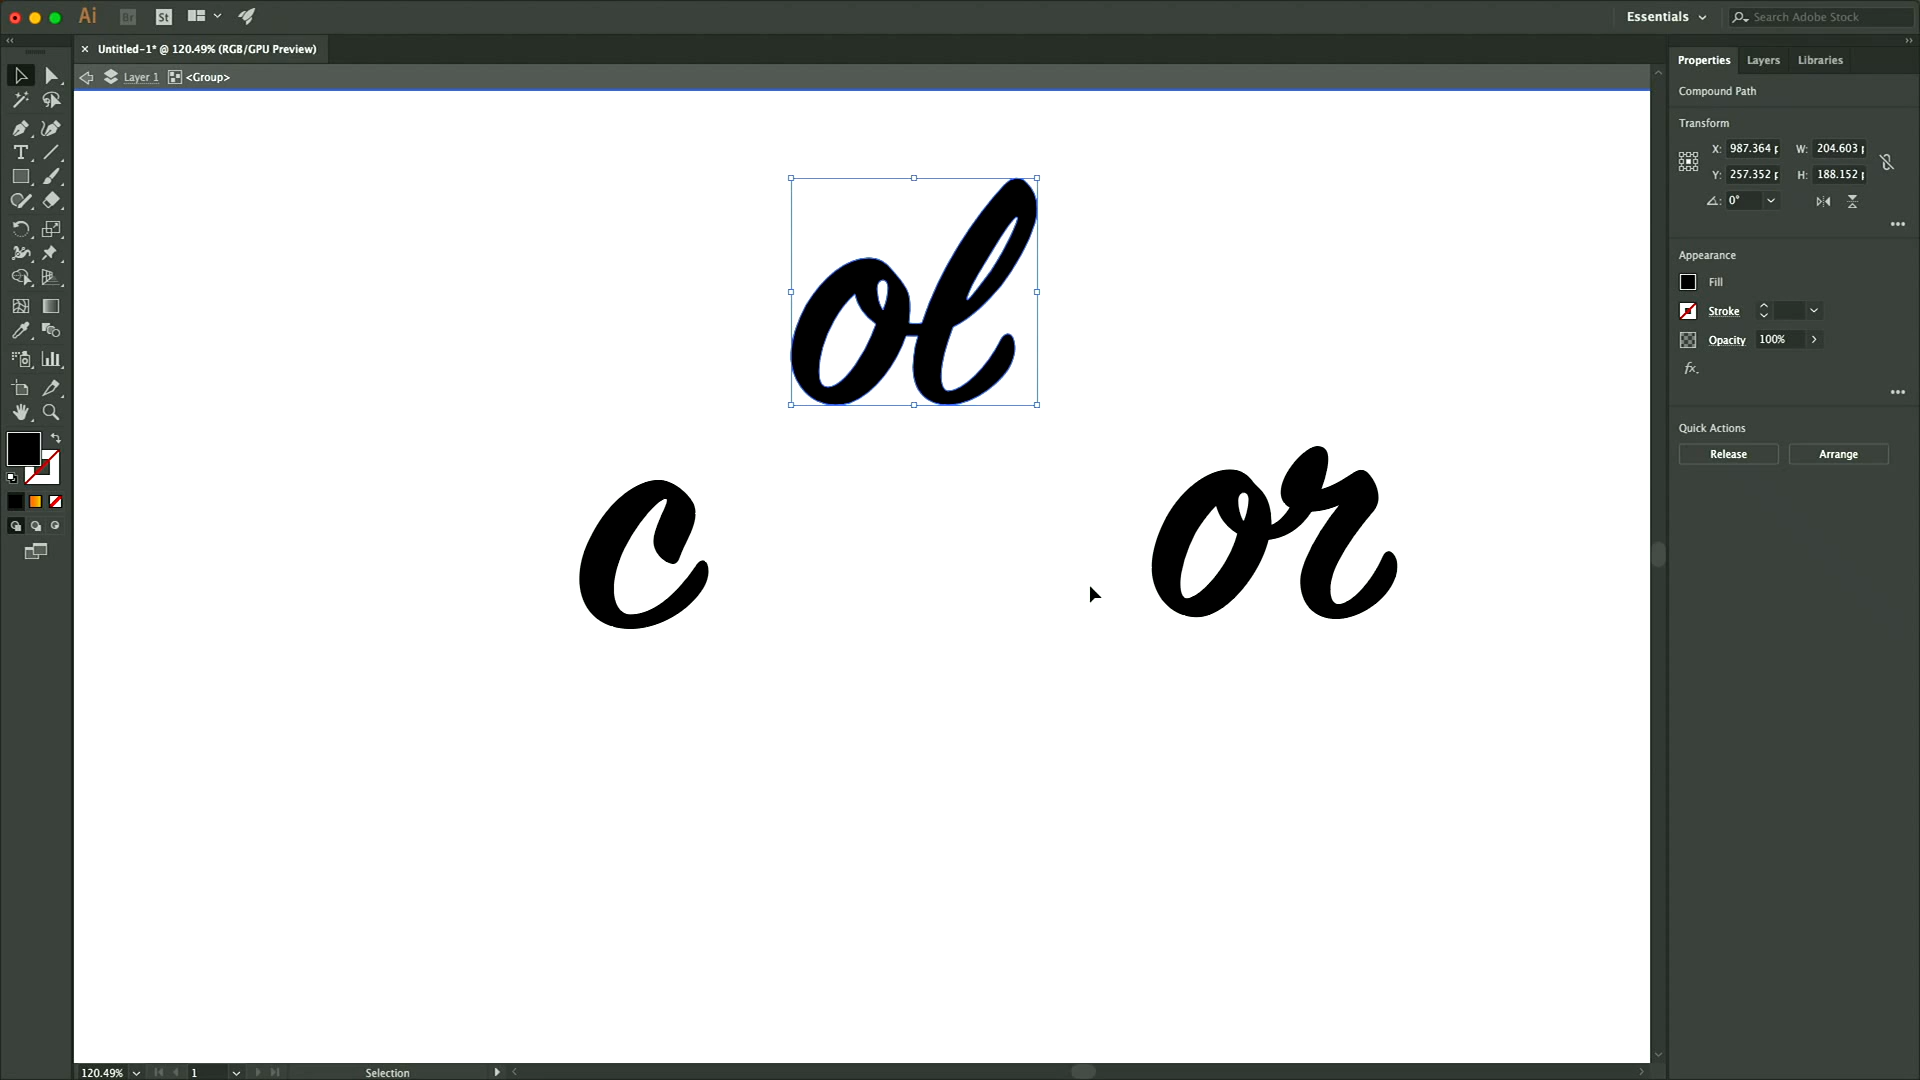 Ai Br St Essentials Search Adobe Stock
× Untitled-1* @ 120.49% (RGB/GPU Preview)
Layer 1 <Group>
Properties Layers Libraries
Compound Path
Transform
X: 987.364 W: 204.603
Y: 257.352 H: 188.152
0°
Appearance
Fill
Stroke
Opacity 100%
fx.
Quick Actions
Release Arrange
ol
c or
120.49% 1 Selection